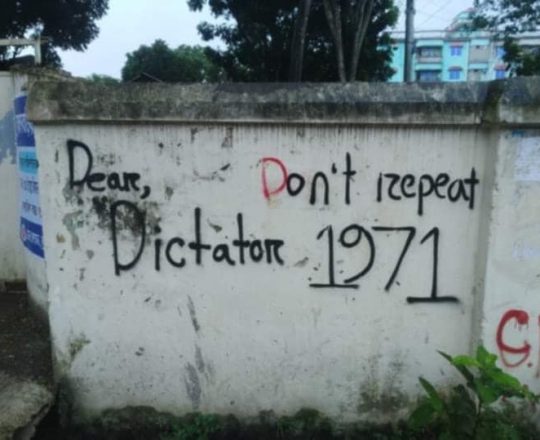 Dear, Don't repeat
Dictator 1971